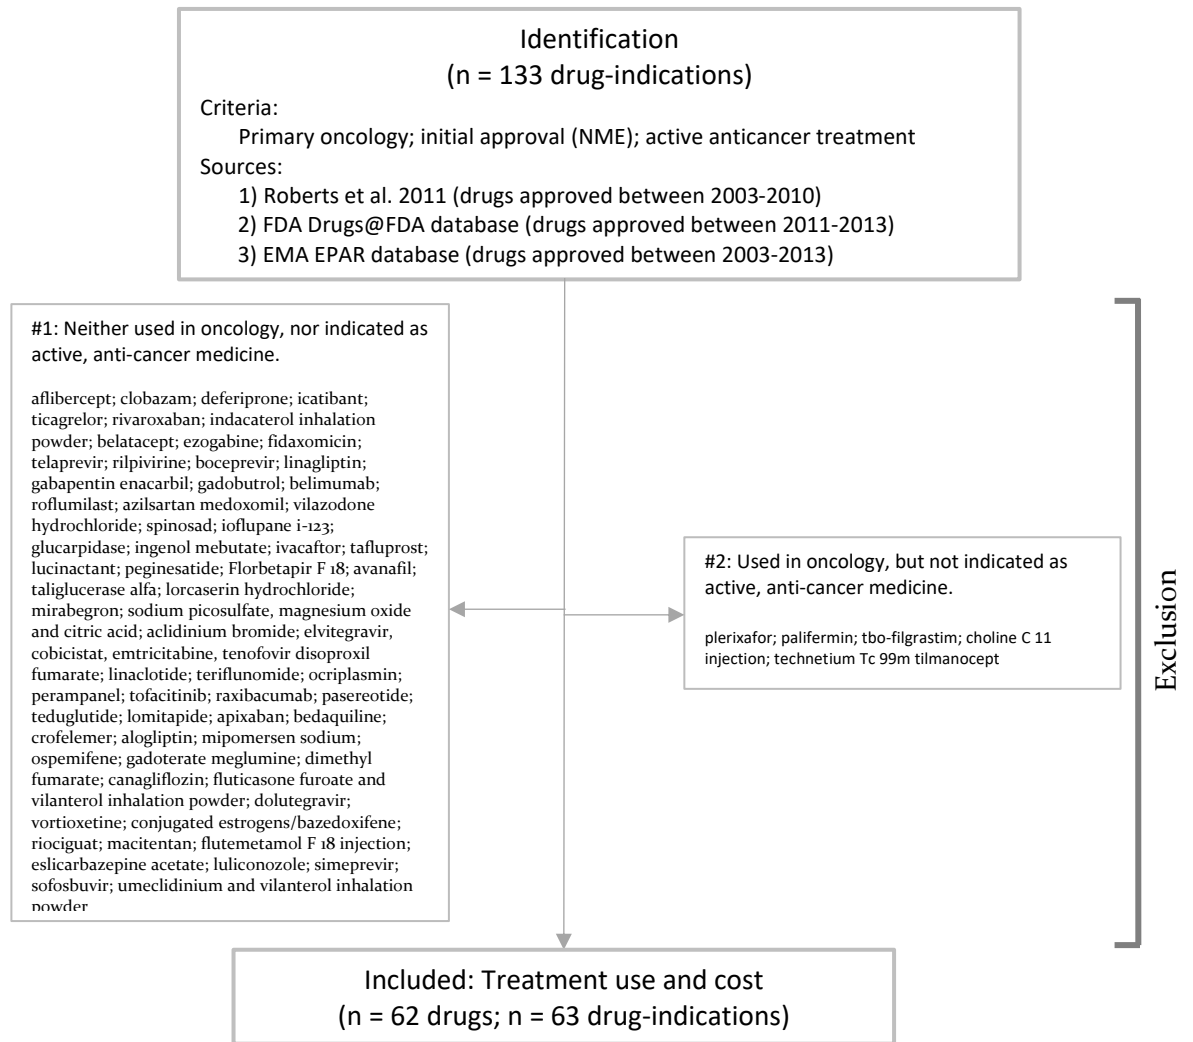 Identification
(n = 133 drug-indications)
Criteria:
Primary oncology; initial approval (NME); active anticancer treatment
Sources:
1) Roberts et al. 2011 (drugs approved between 2003-2010)
2) FDA Drugs@FDA database (drugs approved between 2011-2013)
3) EMA EPAR database (drugs approved between 2003-2013)
#1: Neither used in oncology, nor indicated as
active, anti-cancer medicine.
aflibercept; clobazam; deferiprone; icatibant;
ticagrelor; rivaroxaban; indacaterol inhalation
powder; belatacept; ezogabine; fidaxomicin;
telaprevir; rilpivirine; boceprevir; linagliptin;
gabapentin enacarbil; gadobutrol; belimumab;
roflumilast; azilsartan medoxomil; vilazodone
hydrochloride; spinosad; ioflupane i-123;
glucarpidase; ingenol mebutate; ivacaftor; tafluprost;
lucinactant; peginesatide; Florbetapir F 18; avanafil;
taliglucerase alfa; lorcaserin hydrochloride;
mirabegron; sodium picosulfate, magnesium oxide
and citric acid; aclidinium bromide; elvitegravir,
cobicistat, emtricitabine, tenofovir disoproxil
fumarate; linaclotide; teriflunomide; ocriplasmin;
perampanel; tofacitinib; raxibacumab; pasereotide;
teduglutide; lomitapide; apixaban; bedaquiline;
crofelemer; alogliptin; mipomersen sodium;
ospemifene; gadoterate meglumine; dimethyl
fumarate; canagliflozin; fluticasone furoate and
vilanterol inhalation powder; dolutegravir;
vortioxetine; conjugated estrogens/bazedoxifene;
riociguat; macitentan; flutemetamol F 18 injection;
eslicarbazepine acetate; luliconozole; simeprevir;
sofosbuvir; umeclidinium and vilanterol inhalation
powder
#2: Used in oncology, but not indicated as
active, anti-cancer medicine.
plerixafor; palifermin; tbo-filgrastim; choline C 11
injection; technetium Tc 99m tilmanocept
Exclusion
Included: Treatment use and cost
(n = 62 drugs; n = 63 drug-indications)